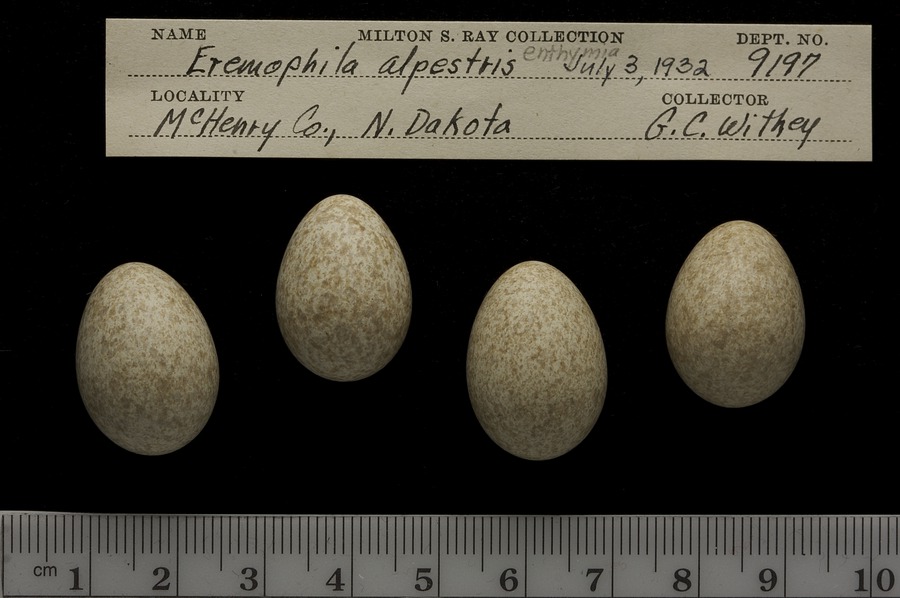 NAME MILTON S. RAY COLLECTION DEPT. NO.
Eremophila alpestris enthymia July 3, 1932 9197
LOCALITY COLLECTOR
McHenry Co., N. Dakota G. C. Withey
cm 1 2 3 4 5 6 7 8 9 10